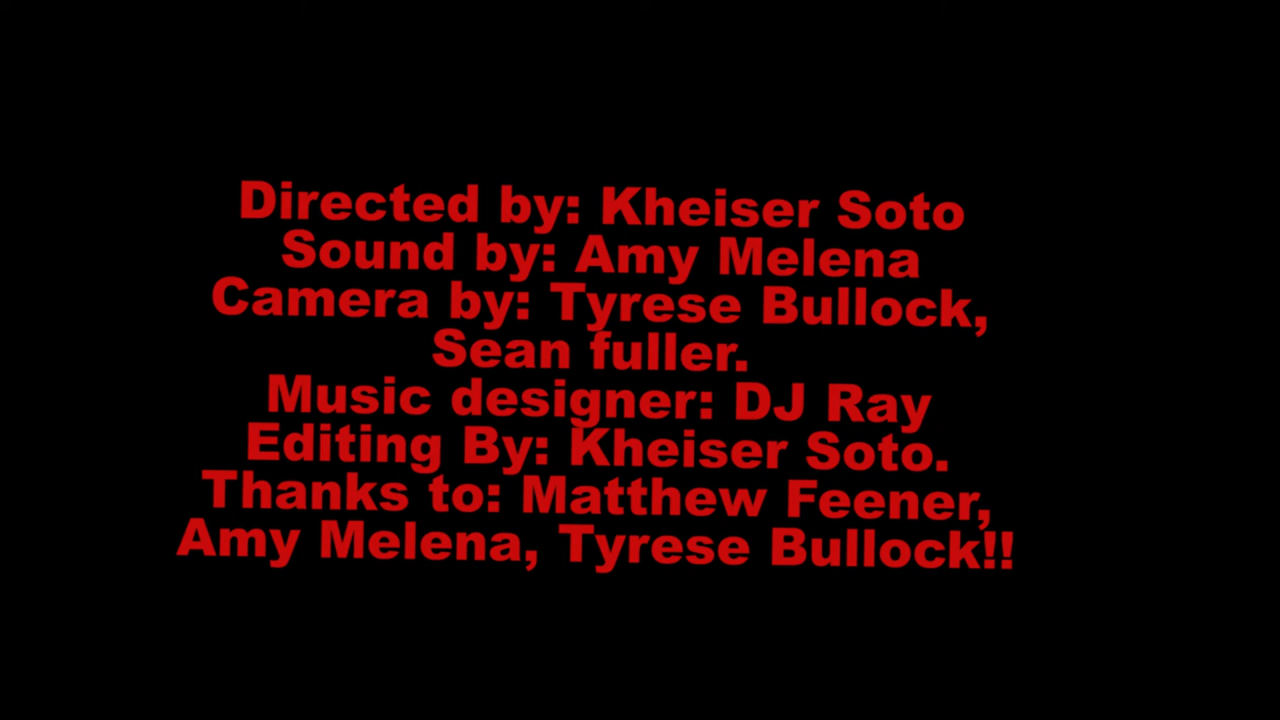 Directed by: Kheiser Soto
Sound by: Amy Melena
Camera by: Tyrese Bullock,
Sean fuller.
Music designer: DJ Ray
Editing By: Kheiser Soto.
Thanks to: Matthew Feener,
Amy Melena, Tyrese Bullock!!